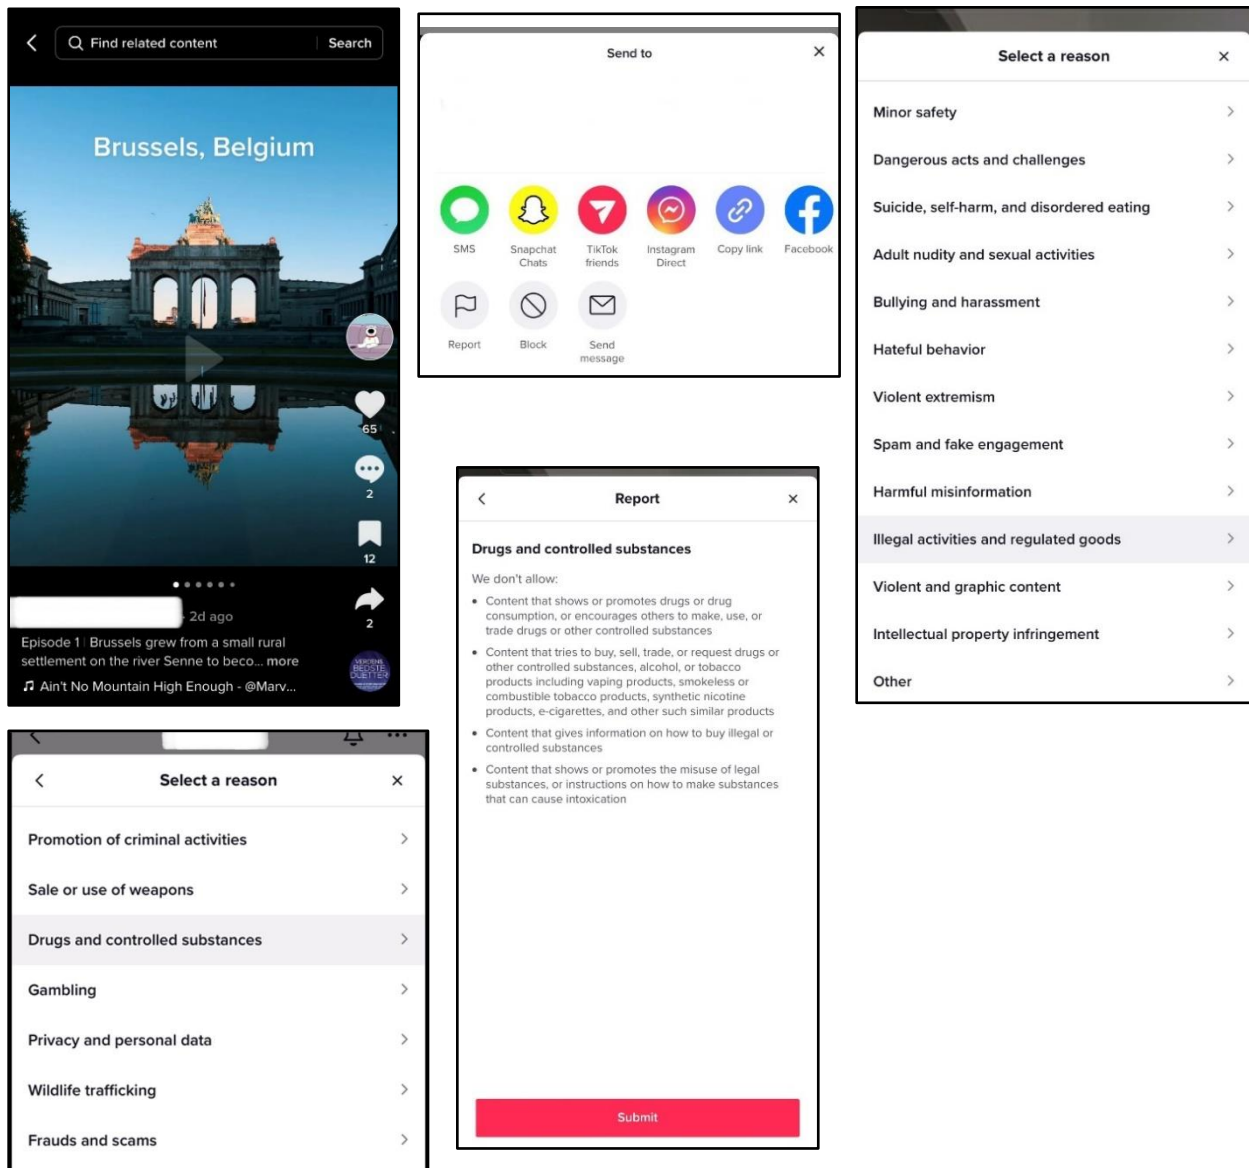 Find related content
Search
Brussels, Belgium
65
2
12
2d ago
2
Episode 1 | Brussels grew from a small rural
settlement on the river Senne to beco... more
Ain't No Mountain High Enough - @Marv...
VERDENS
BEDSTE
DUETTER
Send to
SMS
Snapchat
Chats
TikTok
friends
Instagram
Direct
Copy link
Facebook
Report
Block
Send
message
Select a reason
Minor safety
Dangerous acts and challenges
Suicide, self-harm, and disordered eating
Adult nudity and sexual activities
Bullying and harassment
Hateful behavior
Violent extremism
Spam and fake engagement
Harmful misinformation
Illegal activities and regulated goods
Violent and graphic content
Intellectual property infringement
Other
Select a reason
Promotion of criminal activities
Sale or use of weapons
Drugs and controlled substances
Gambling
Privacy and personal data
Wildlife trafficking
Frauds and scams
Report
Drugs and controlled substances
We don't allow:
• Content that shows or promotes drugs or drug
consumption, or encourages others to make, use, or
trade drugs or other controlled substances
• Content that tries to buy, sell, trade, or request drugs or
other controlled substances, alcohol, or tobacco
products including vaping products, smokeless or
combustible tobacco products, synthetic nicotine
products, e-cigarettes, and other such similar products
• Content that gives information on how to buy illegal or
controlled substances
• Content that shows or promotes the misuse of legal
substances, or instructions on how to make substances
that can cause intoxication
Submit